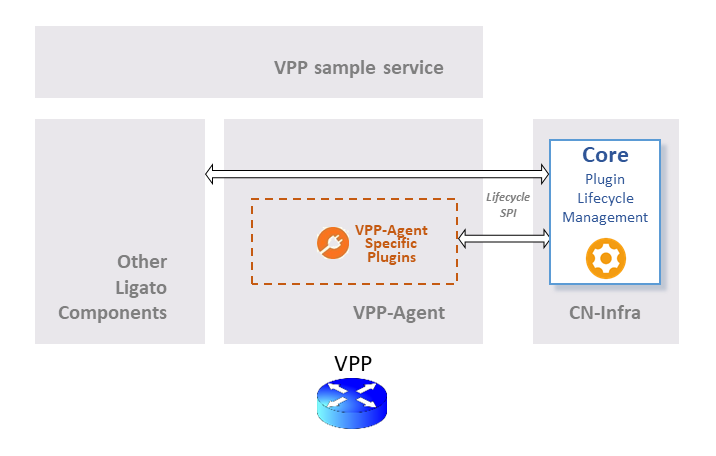 VPP sample service
Core
Plugin
Lifecycle
Management
Lifecycle
SPI
VPP-Agent
Specific
Plugins
Other
Ligato
Components
VPP-Agent
CN-Infra
VPP